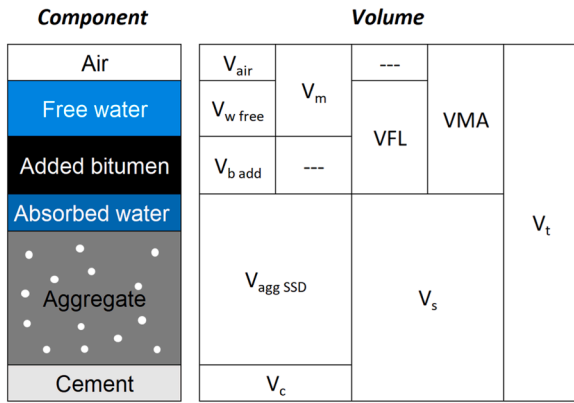 Component Volume
Air
Free water
Added bitumen
Absorbed water
Aggregate
Cement
V_air
V_m
---
VMA
V_t
V_w free
VFL
V_b add
---
V_agg SSD
V_s
V_c